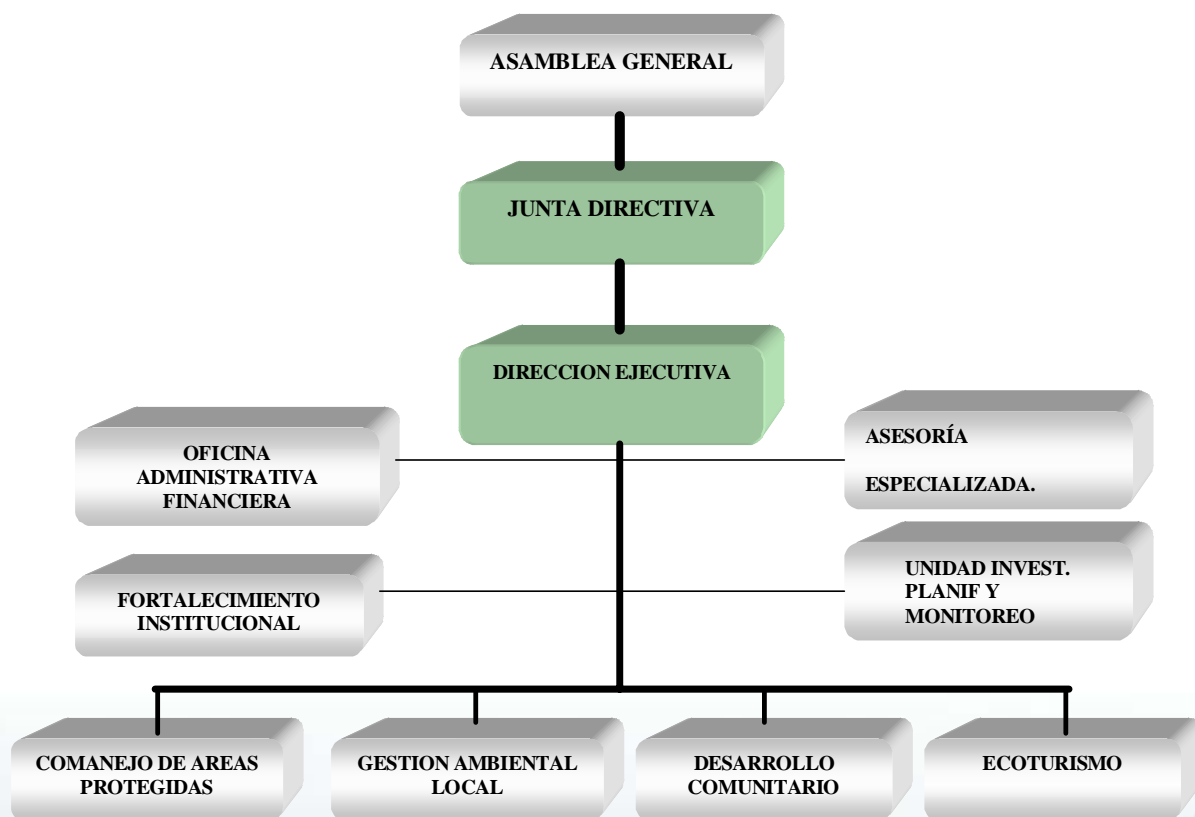 ASAMBLEA GENERAL
JUNTA DIRECTIVA
DIRECCION EJECUTIVA
OFICINA
ADMINISTRATIVA
FINANCIERA
ASESORÍA
ESPECIALIZADA.
FORTALECIMIENTO
INSTITUCIONAL
UNIDAD INVEST.
PLANIF Y
MONITOREO
COMANEJO DE AREAS
PROTEGIDAS
GESTION AMBIENTAL
LOCAL
DESARROLLO
COMUNITARIO
ECOTURISMO